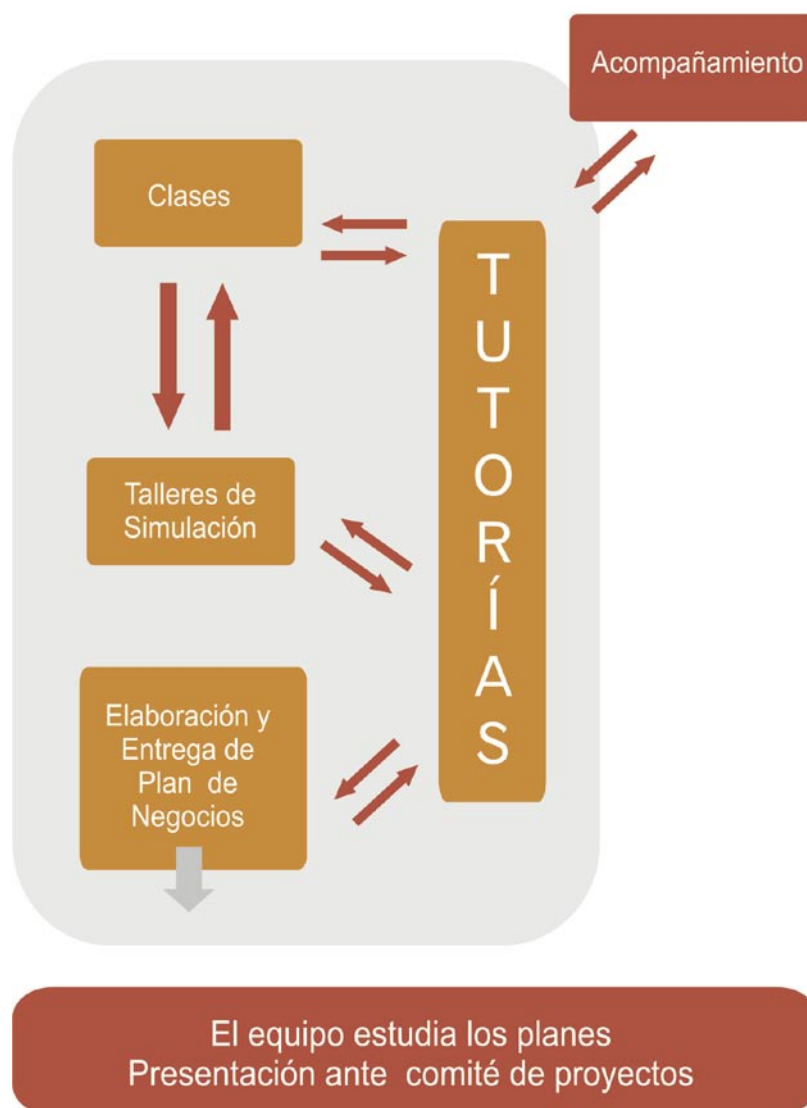 Acompañamiento
Clases
TUTORÍAS
Talleres de
Simulación
Elaboración y
Entrega de
Plan de
Negocios
El equipo estudia los planes
Presentación ante comité de proyectos